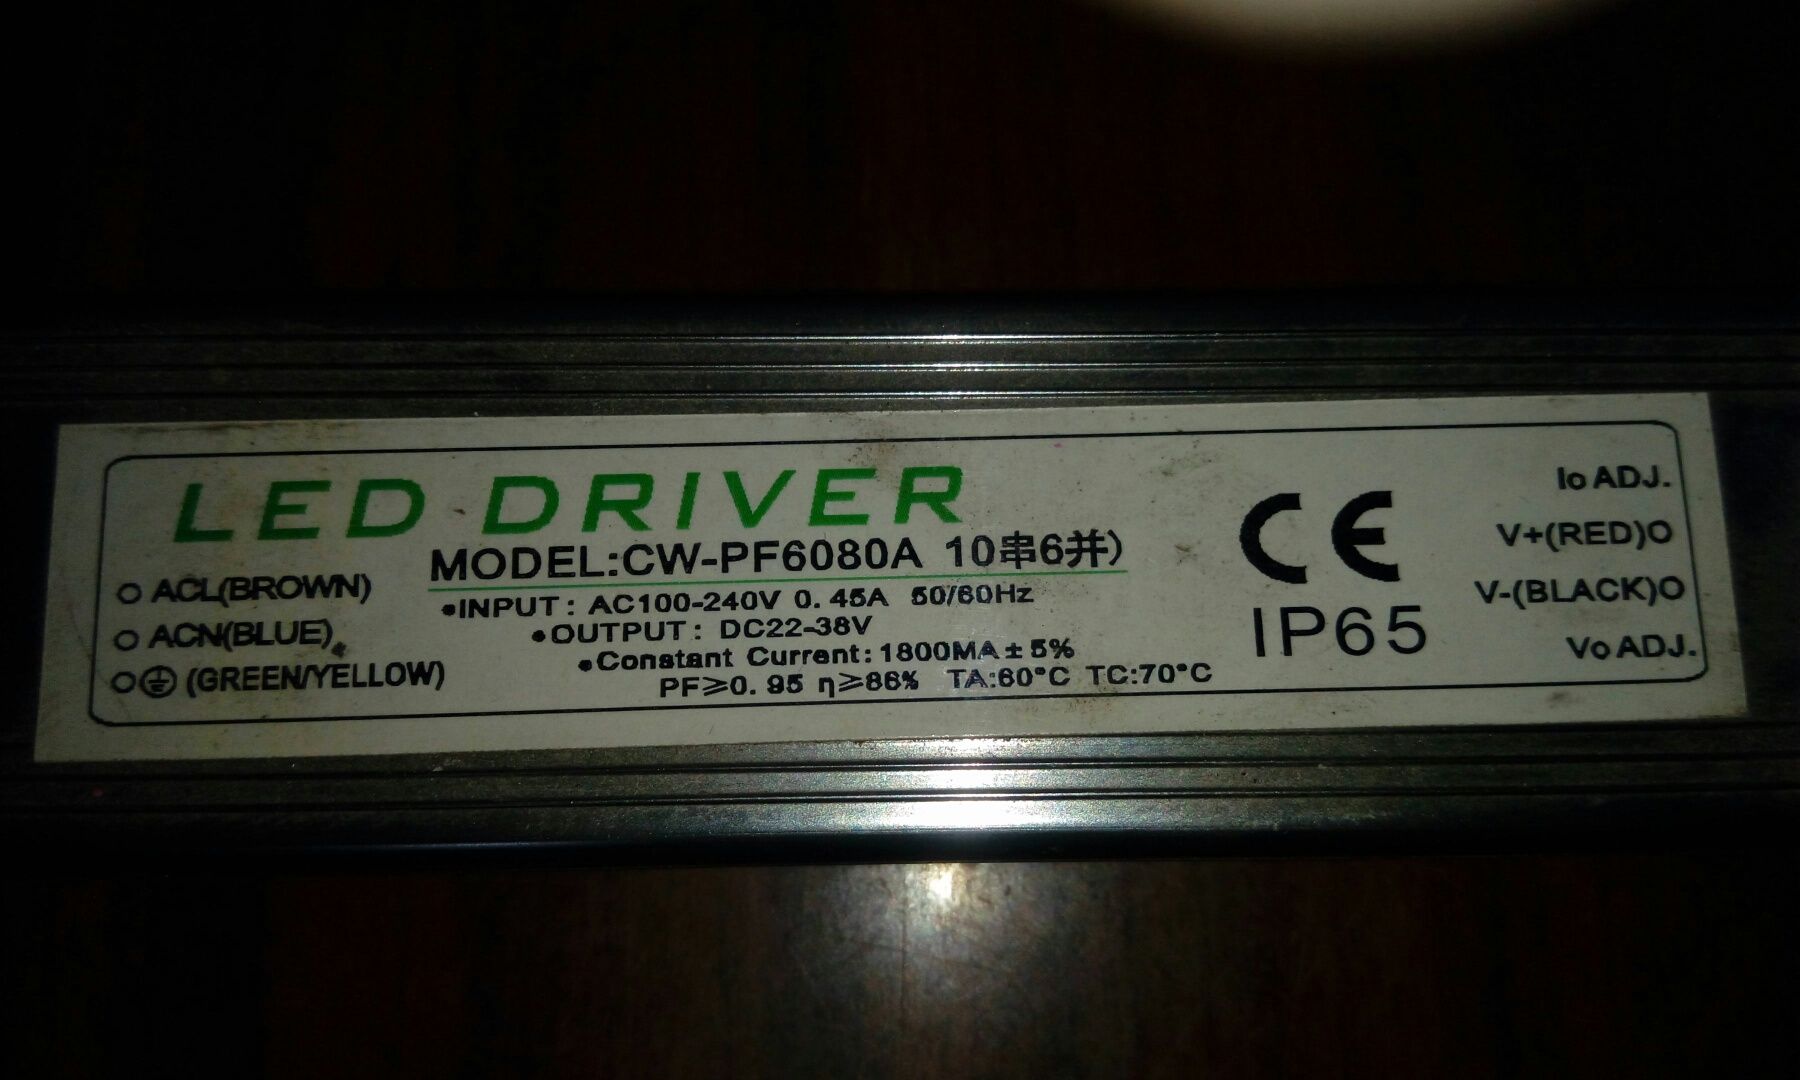 LED DRIVER
MODEL:CW-PF6080A 10串6并)
•INPUT: AC100-240V 0.45A 50/60Hz
•OUTPUT: DC22-38V
•Constant Current:1800MA±5%
PF≥0.95 η≥86% TA:60°C TC:70°C
ACL(BROWN)
ACN(BLUE)
(GREEN/YELLOW)
CE
IP65
Io ADJ.
V+(RED)
V-(BLACK)
Vo ADJ.